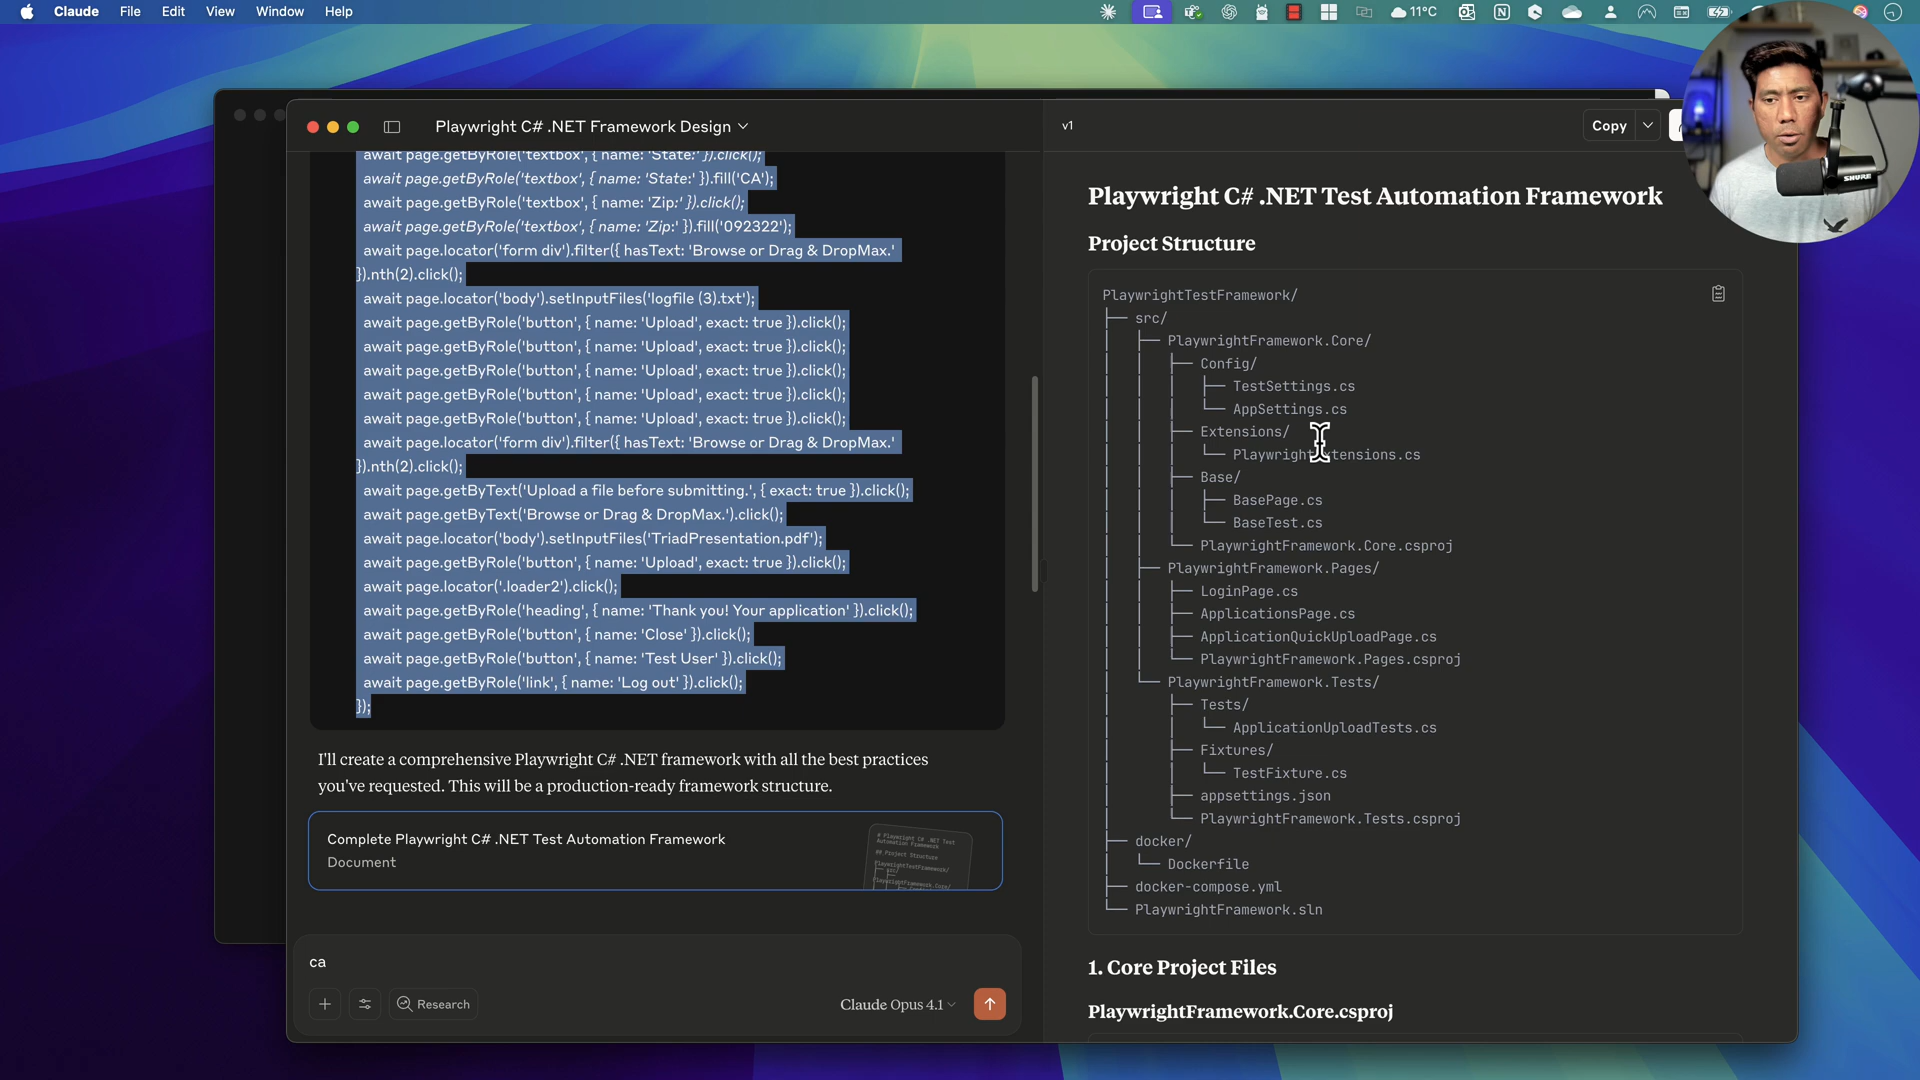 Claude File Edit View Window Help
11°C
Playwright C# .NET Framework Design
await page.getByRole('textbox', { name: 'State:' }).click();
await page.getByRole('textbox', { name: 'State:' }).fill('CA');
await page.getByRole('textbox', { name: 'Zip:' }).click();
await page.getByRole('textbox', { name: 'Zip:' }).fill('092322');
await page.locator('form div').filter({ hasText: 'Browse or Drag & DropMax.'
}).nth(2).click();
await page.locator('body').setInputFiles('logfile (3).txt');
await page.getByRole('button', { name: 'Upload', exact: true }).click();
await page.getByRole('button', { name: 'Upload', exact: true }).click();
await page.getByRole('button', { name: 'Upload', exact: true }).click();
await page.getByRole('button', { name: 'Upload', exact: true }).click();
await page.getByRole('button', { name: 'Upload', exact: true }).click();
await page.locator('form div').filter({ hasText: 'Browse or Drag & DropMax.'
}).nth(2).click();
await page.getByText('Upload a file before submitting.', { exact: true }).click();
await page.getByText('Browse or Drag & DropMax.').click();
await page.locator('body').setInputFiles('TriadPresentation.pdf');
await page.getByRole('button', { name: 'Upload', exact: true }).click();
await page.locator('.loader2').click();
await page.getByRole('heading', { name: 'Thank you! Your application' }).click();
await page.getByRole('button', { name: 'Close' }).click();
await page.getByRole('button', { name: 'Test User' }).click();
await page.getByRole('link', { name: 'Log out' }).click();
});
I'll create a comprehensive Playwright C# .NET framework with all the best practices
you've requested. This will be a production-ready framework structure.
Complete Playwright C# .NET Test Automation Framework
Document
ca
Research
Claude Opus 4.1
v1
Copy
Playwright C# .NET Test Automation Framework
Project Structure
PlaywrightTestFramework/
├── src/
│   ├── PlaywrightFramework.Core/
│   │   ├── Config/
│   │   │   ├── TestSettings.cs
│   │   │   └── AppSettings.cs
│   │   ├── Extensions/
│   │   │   └── PlaywrightExtensions.cs
│   │   ├── Base/
│   │   │   ├── BasePage.cs
│   │   │   └── BaseTest.cs
│   │   └── PlaywrightFramework.Core.csproj
│   ├── PlaywrightFramework.Pages/
│   │   ├── LoginPage.cs
│   │   ├── ApplicationsPage.cs
│   │   ├── ApplicationQuickUploadPage.cs
│   │   └── PlaywrightFramework.Pages.csproj
│   └── PlaywrightFramework.Tests/
│       ├── Tests/
│       │   └── ApplicationUploadTests.cs
│       ├── Fixtures/
│       │   └── TestFixture.cs
│       ├── appsettings.json
│       └── PlaywrightFramework.Tests.csproj
├── docker/
│   └── Dockerfile
├── docker-compose.yml
└── PlaywrightFramework.sln
1. Core Project Files
PlaywrightFramework.Core.csproj